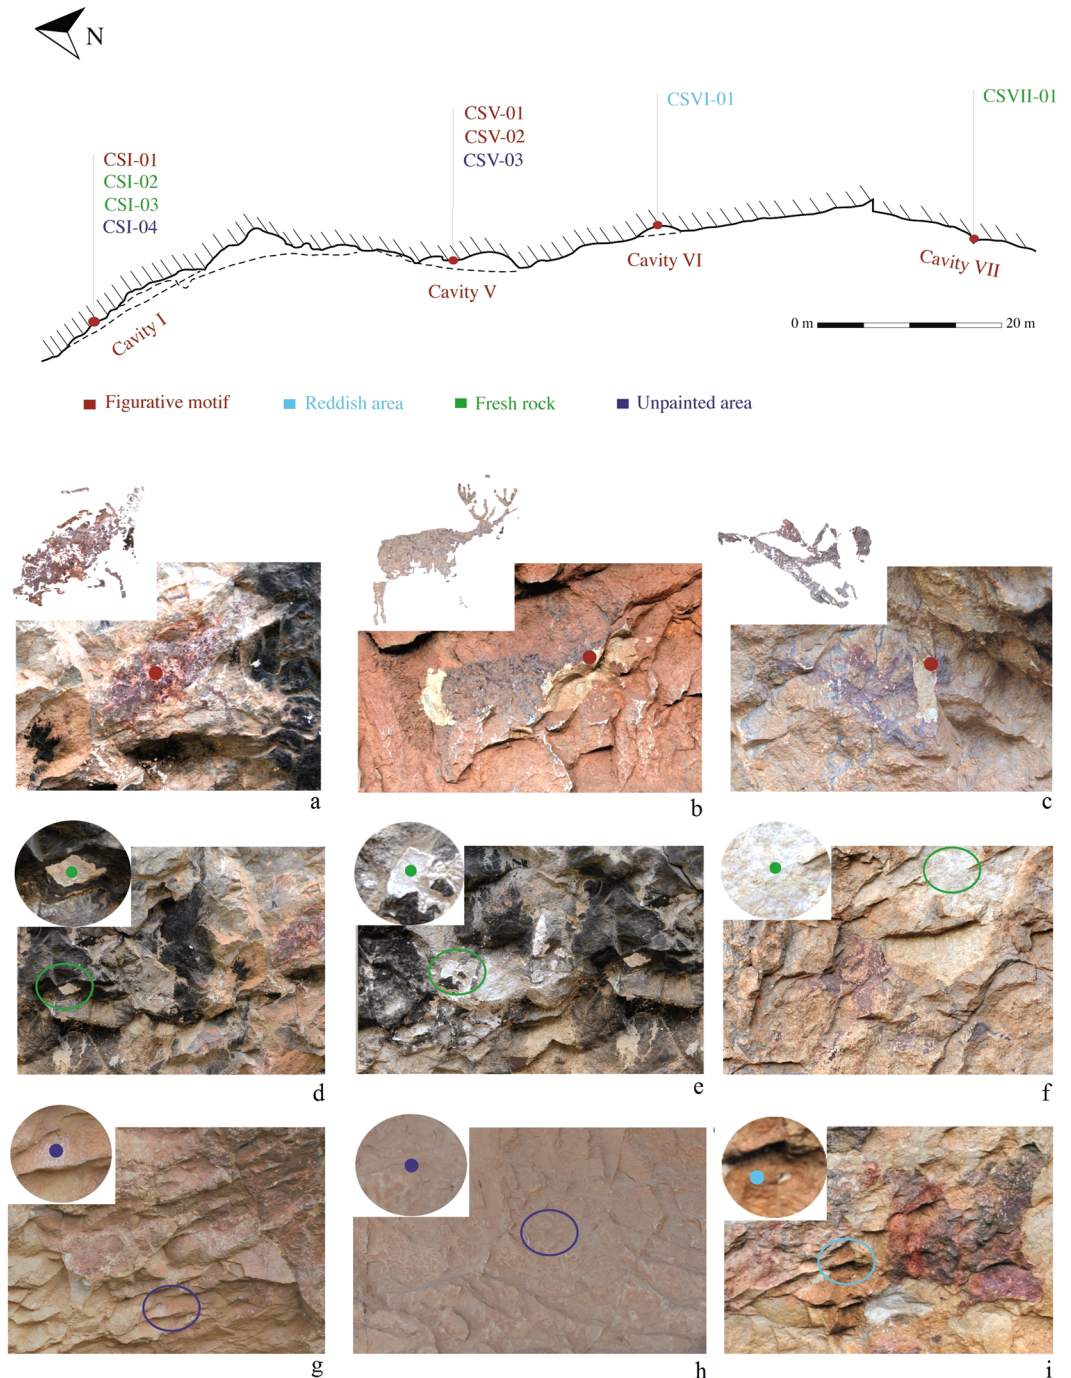 N
CSVII-01
CSVI-01
CSV-01
CSV-02
CSV-03
CSI-01
CSI-02
CSI-03
CSI-04
Cavity I
Cavity V
Cavity VI
Cavity VII
0 m 20 m
Figurative motif Reddish area Fresh rock Unpainted area
a
b
c
d
e
f
g
h
i